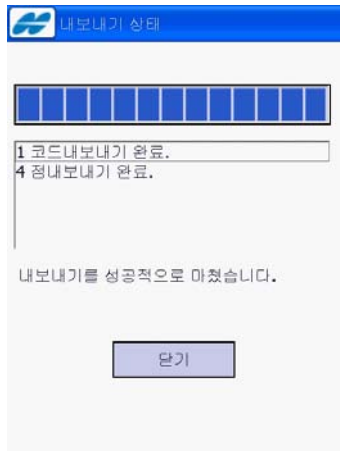 내보내기 상태
1 코드내보내기 완료.
4 점내보내기 완료.
내보내기를 성공적으로 마쳤습니다.
닫기